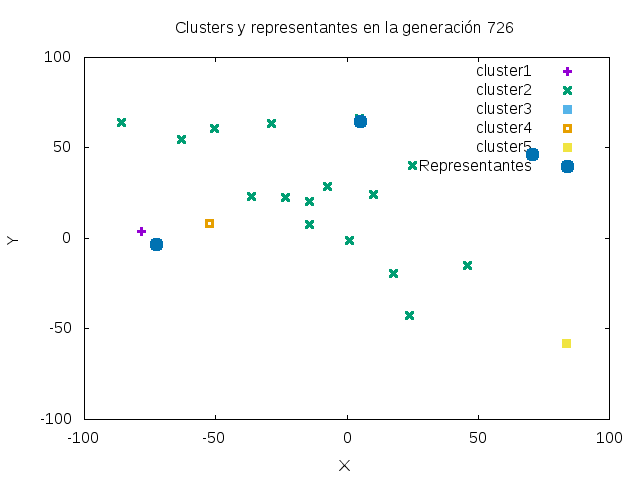 Clusters y representantes en la generación 726
100
cluster1
cluster2
cluster3
cluster4
50
cluster5
Representantes
Y
0
-50
-100
-100
-50
0
50
100
X